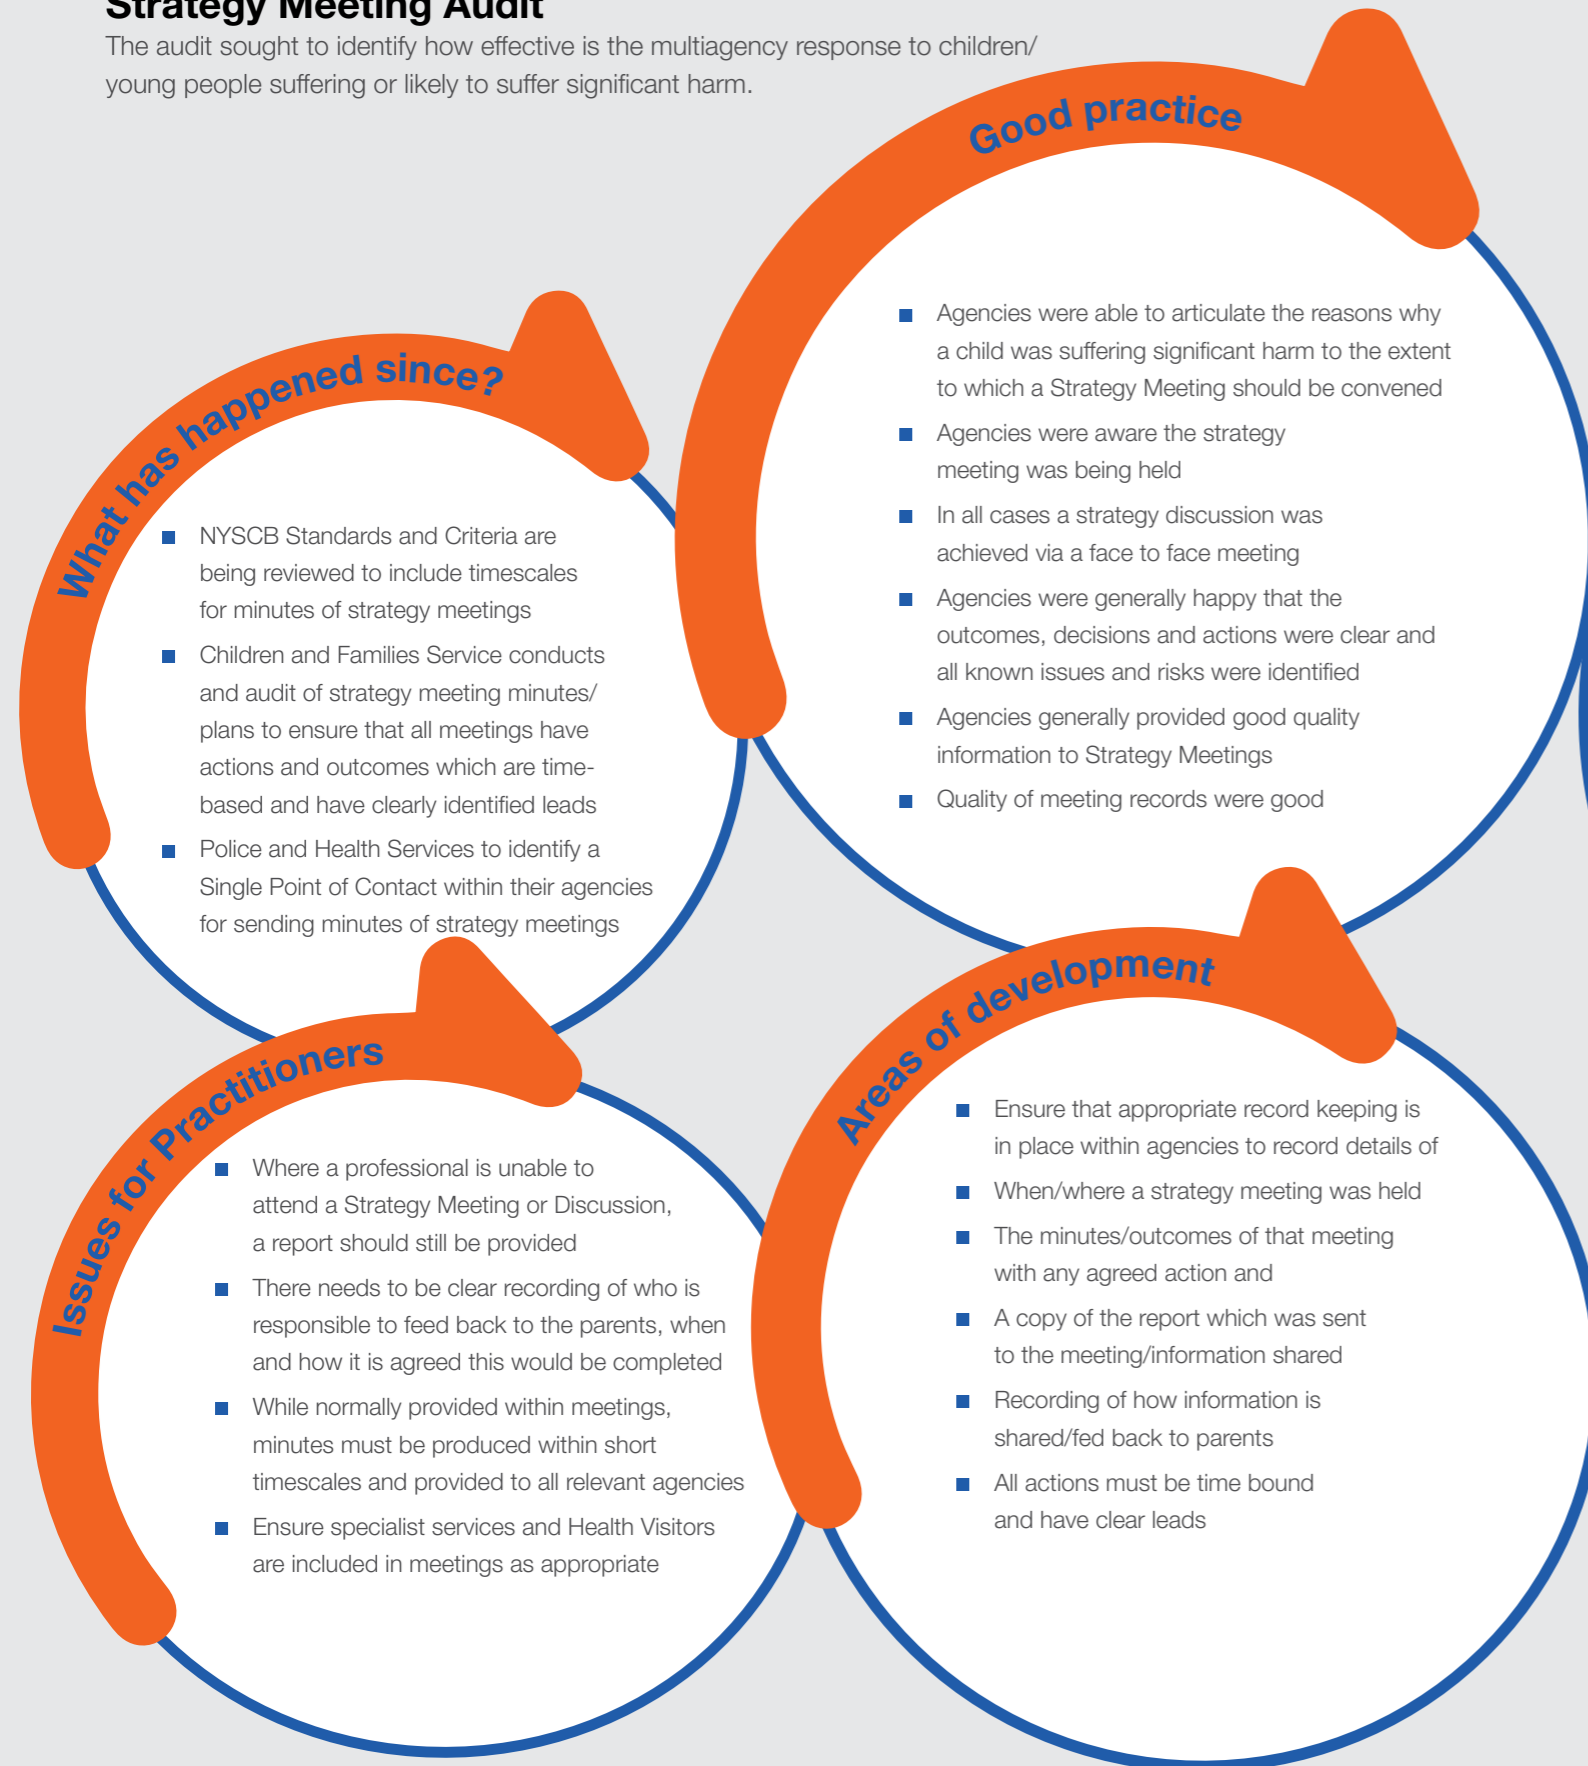 Strategy Meeting Audit
The audit sought to identify how effective is the multiagency response to children/
young people suffering or likely to suffer significant harm.
Good practice
Agencies were able to articulate the reasons why
a child was suffering significant harm to the extent
to which a Strategy Meeting should be convened
Agencies were aware the strategy
meeting was being held
In all cases a strategy discussion was
achieved via a face to face meeting
Agencies were generally happy that the
outcomes, decisions and actions were clear and
all known issues and risks were identified
Agencies generally provided good quality
information to Strategy Meetings
Quality of meeting records were good
What has happened since?
NYSCB Standards and Criteria are
being reviewed to include timescales
for minutes of strategy meetings
Children and Families Service conducts
and audit of strategy meeting minutes/
plans to ensure that all meetings have
actions and outcomes which are time-
based and have clearly identified leads
Police and Health Services to identify a
Single Point of Contact within their agencies
for sending minutes of strategy meetings
Issues for Practitioners
Where a professional is unable to
attend a Strategy Meeting or Discussion,
a report should still be provided
There needs to be clear recording of who is
responsible to feed back to the parents, when
and how it is agreed this would be completed
While normally provided within meetings,
minutes must be produced within short
timescales and provided to all relevant agencies
Ensure specialist services and Health Visitors
are included in meetings as appropriate
Areas of development
Ensure that appropriate record keeping is
in place within agencies to record details of
When/where a strategy meeting was held
The minutes/outcomes of that meeting
with any agreed action and
A copy of the report which was sent
to the meeting/information shared
Recording of how information is
shared/fed back to parents
All actions must be time bound
and have clear leads